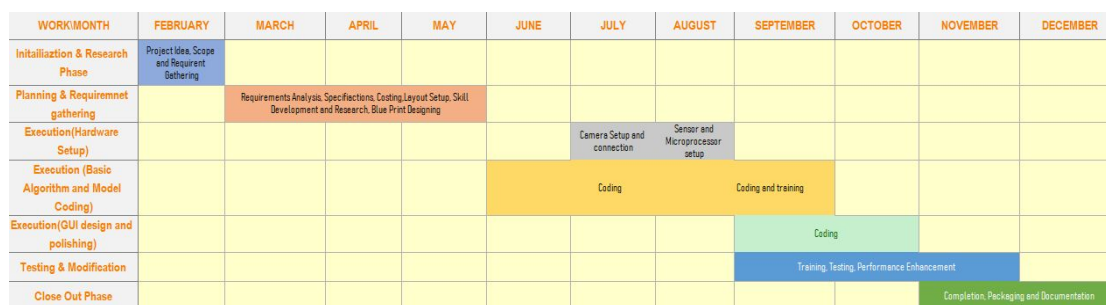 WORK\MONTH FEBRUARY MARCH APRIL MAY JUNE JULY AUGUST SEPTEMBER OCTOBER NOVEMBER DECEMBER
Initailiaztion & Research
Phase
Project Idea, Scope
and Requirent
Gathering
Planning & Requiremnet
gathering
Requirements Analysis, Specifiactions, Costing,Layout Setup, Skill
Development and Research, Blue Print Designing
Execution(Hardware
Setup)
Camera Setup and
connection
Sensor and
Microprocessor
setup
Execution (Basic
Algorithm and Model
Coding)
Coding
Coding and training
Execution(GUI design and
polishing)
Coding
Testing & Modification
Training, Testing, Performance Enhancement
Close Out Phase
Completion, Packaging and Documentation